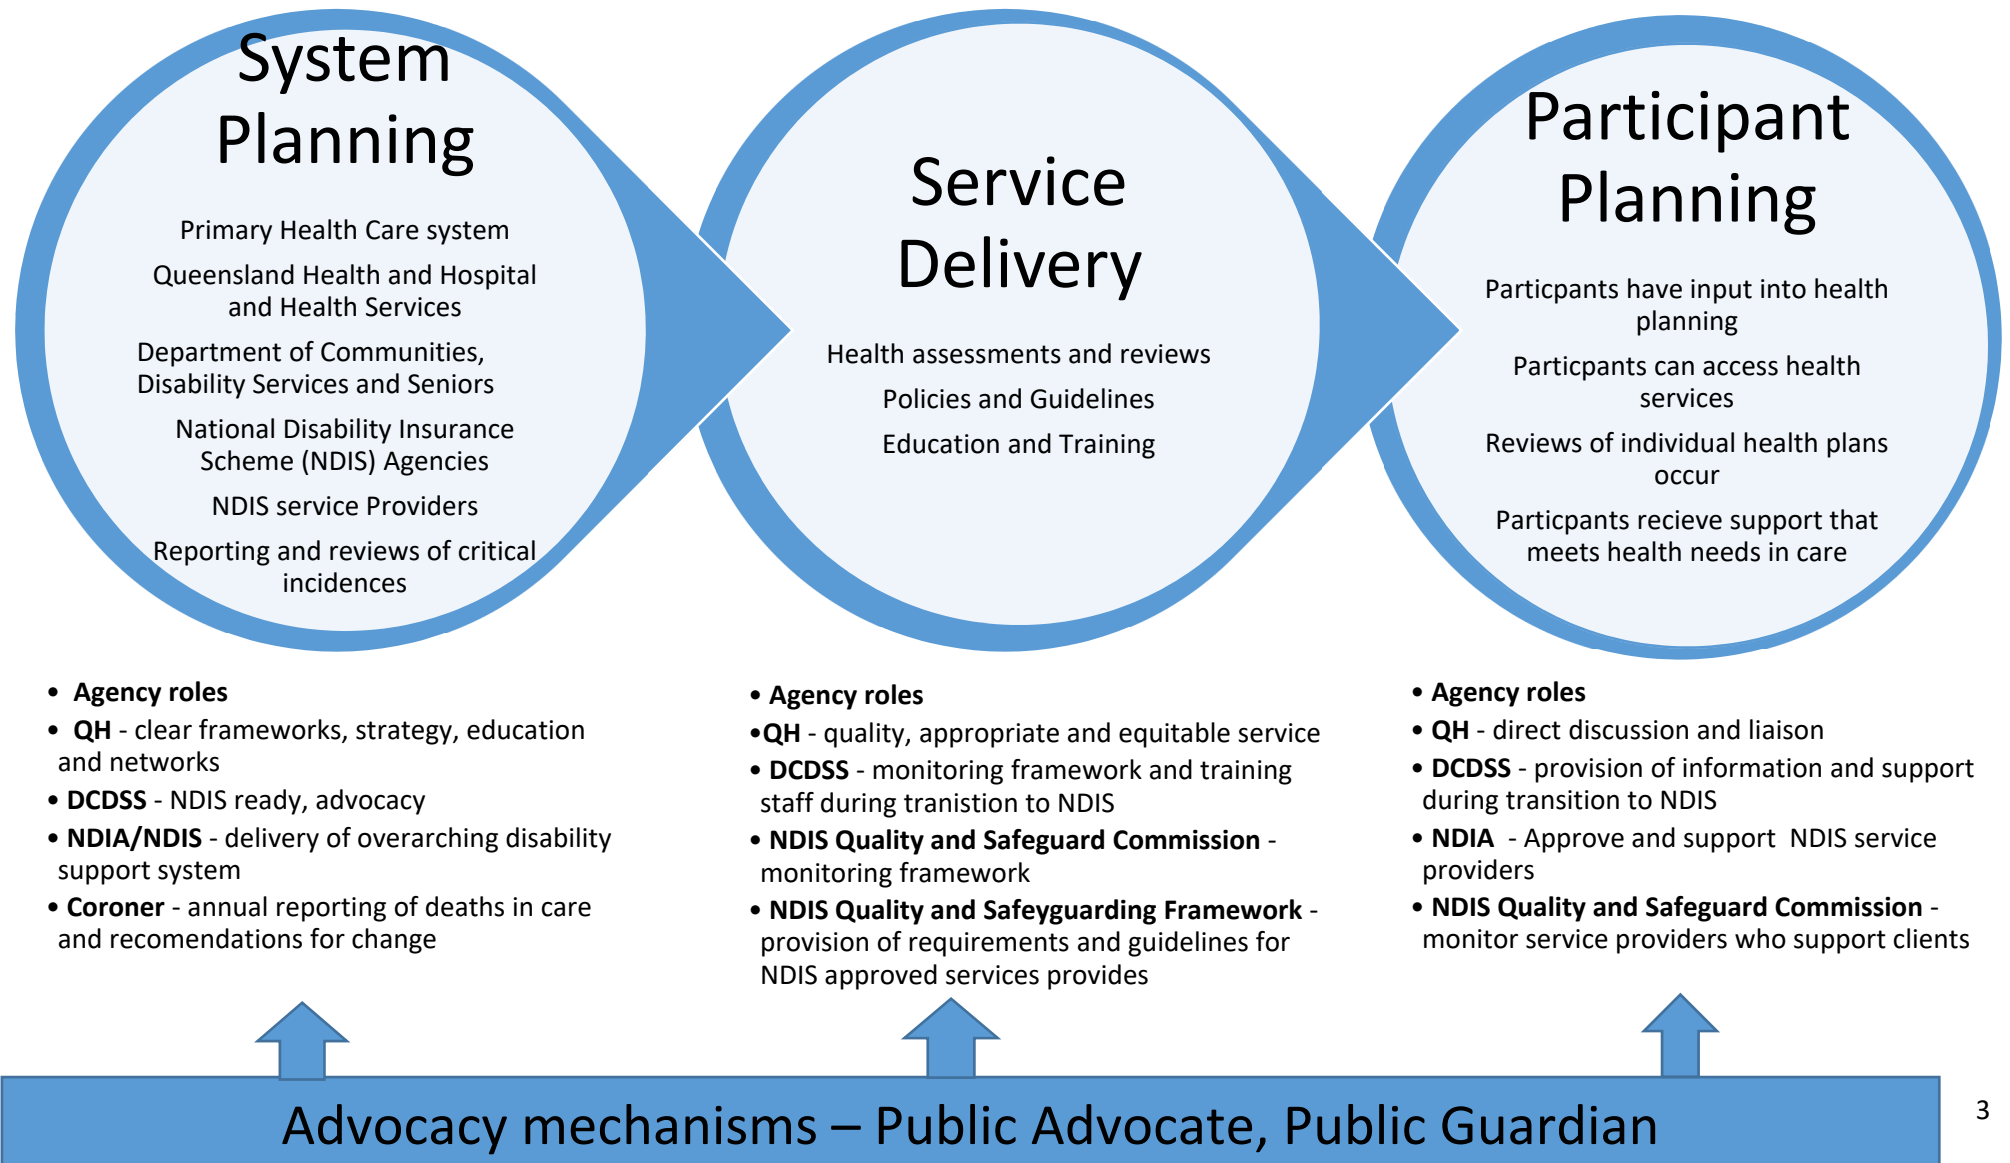 System
Planning
Primary Health Care system
Queensland Health and Hospital
and Health Services
Department of Communities,
Disability Services and Seniors
National Disability Insurance
Scheme (NDIS) Agencies
NDIS service Providers
Reporting and reviews of critical
incidences
Service
Delivery
Health assessments and reviews
Policies and Guidelines
Education and Training
Participant
Planning
Particpants have input into health
planning
Particpants can access health
services
Reviews of individual health plans
occur
Particpants recieve support that
meets health needs in care
• Agency roles
• QH - clear frameworks, strategy, education
and networks
• DCDSS - NDIS ready, advocacy
• NDIA/NDIS - delivery of overarching disability
support system
• Coroner - annual reporting of deaths in care
and recomendations for change
• Agency roles
•QH - quality, appropriate and equitable service
• DCDSS - monitoring framework and training
staff during tranistion to NDIS
• NDIS Quality and Safeguard Commission -
monitoring framework
• NDIS Quality and Safeyguarding Framework -
provision of requirements and guidelines for
NDIS approved services provides
• Agency roles
• QH - direct discussion and liaison
• DCDSS - provision of information and support
during transition to NDIS
• NDIA - Approve and support NDIS service
providers
• NDIS Quality and Safeguard Commission -
monitor service providers who support clients
Advocacy mechanisms – Public Advocate, Public Guardian
3